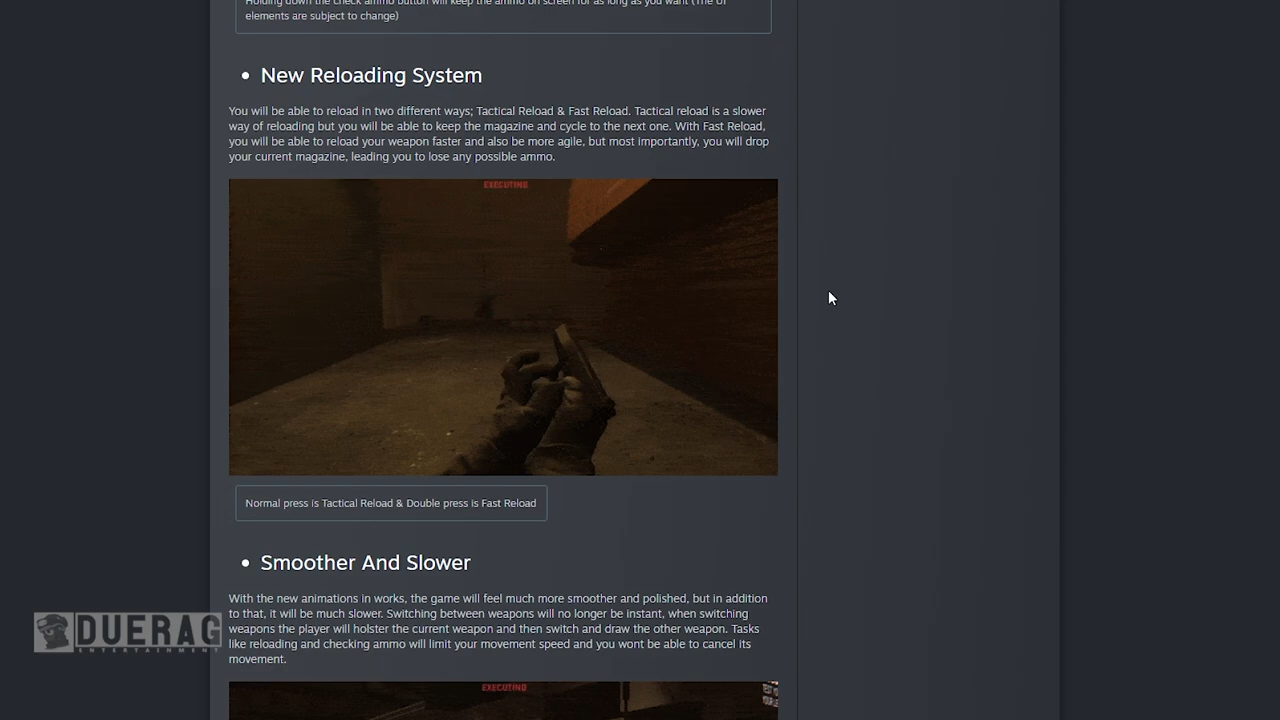 Holding down the check ammo button will keep the ammo on screen for as long as you want (The UI
elements are subject to change)
New Reloading System
You will be able to reload in two different ways; Tactical Reload & Fast Reload. Tactical reload is a slower
way of reloading but you will be able to keep the magazine and cycle to the next one. With Fast Reload,
you will be able to reload your weapon faster and also be more agile, but most importantly, you will drop
your current magazine, leading you to lose any possible ammo.
EXECUTING
Normal press is Tactical Reload & Double press is Fast Reload
Smoother And Slower
With the new animations in works, the game will feel much more smoother and polished, but in addition
to that, it will be much slower. Switching between weapons will no longer be instant, when switching
weapons the player will holster the current weapon and then switch and draw the other weapon. Tasks
like reloading and checking ammo will limit your movement speed and you wont be able to cancel its
movement.
DUERAG
ENTERTAINMENT
EXECUTING